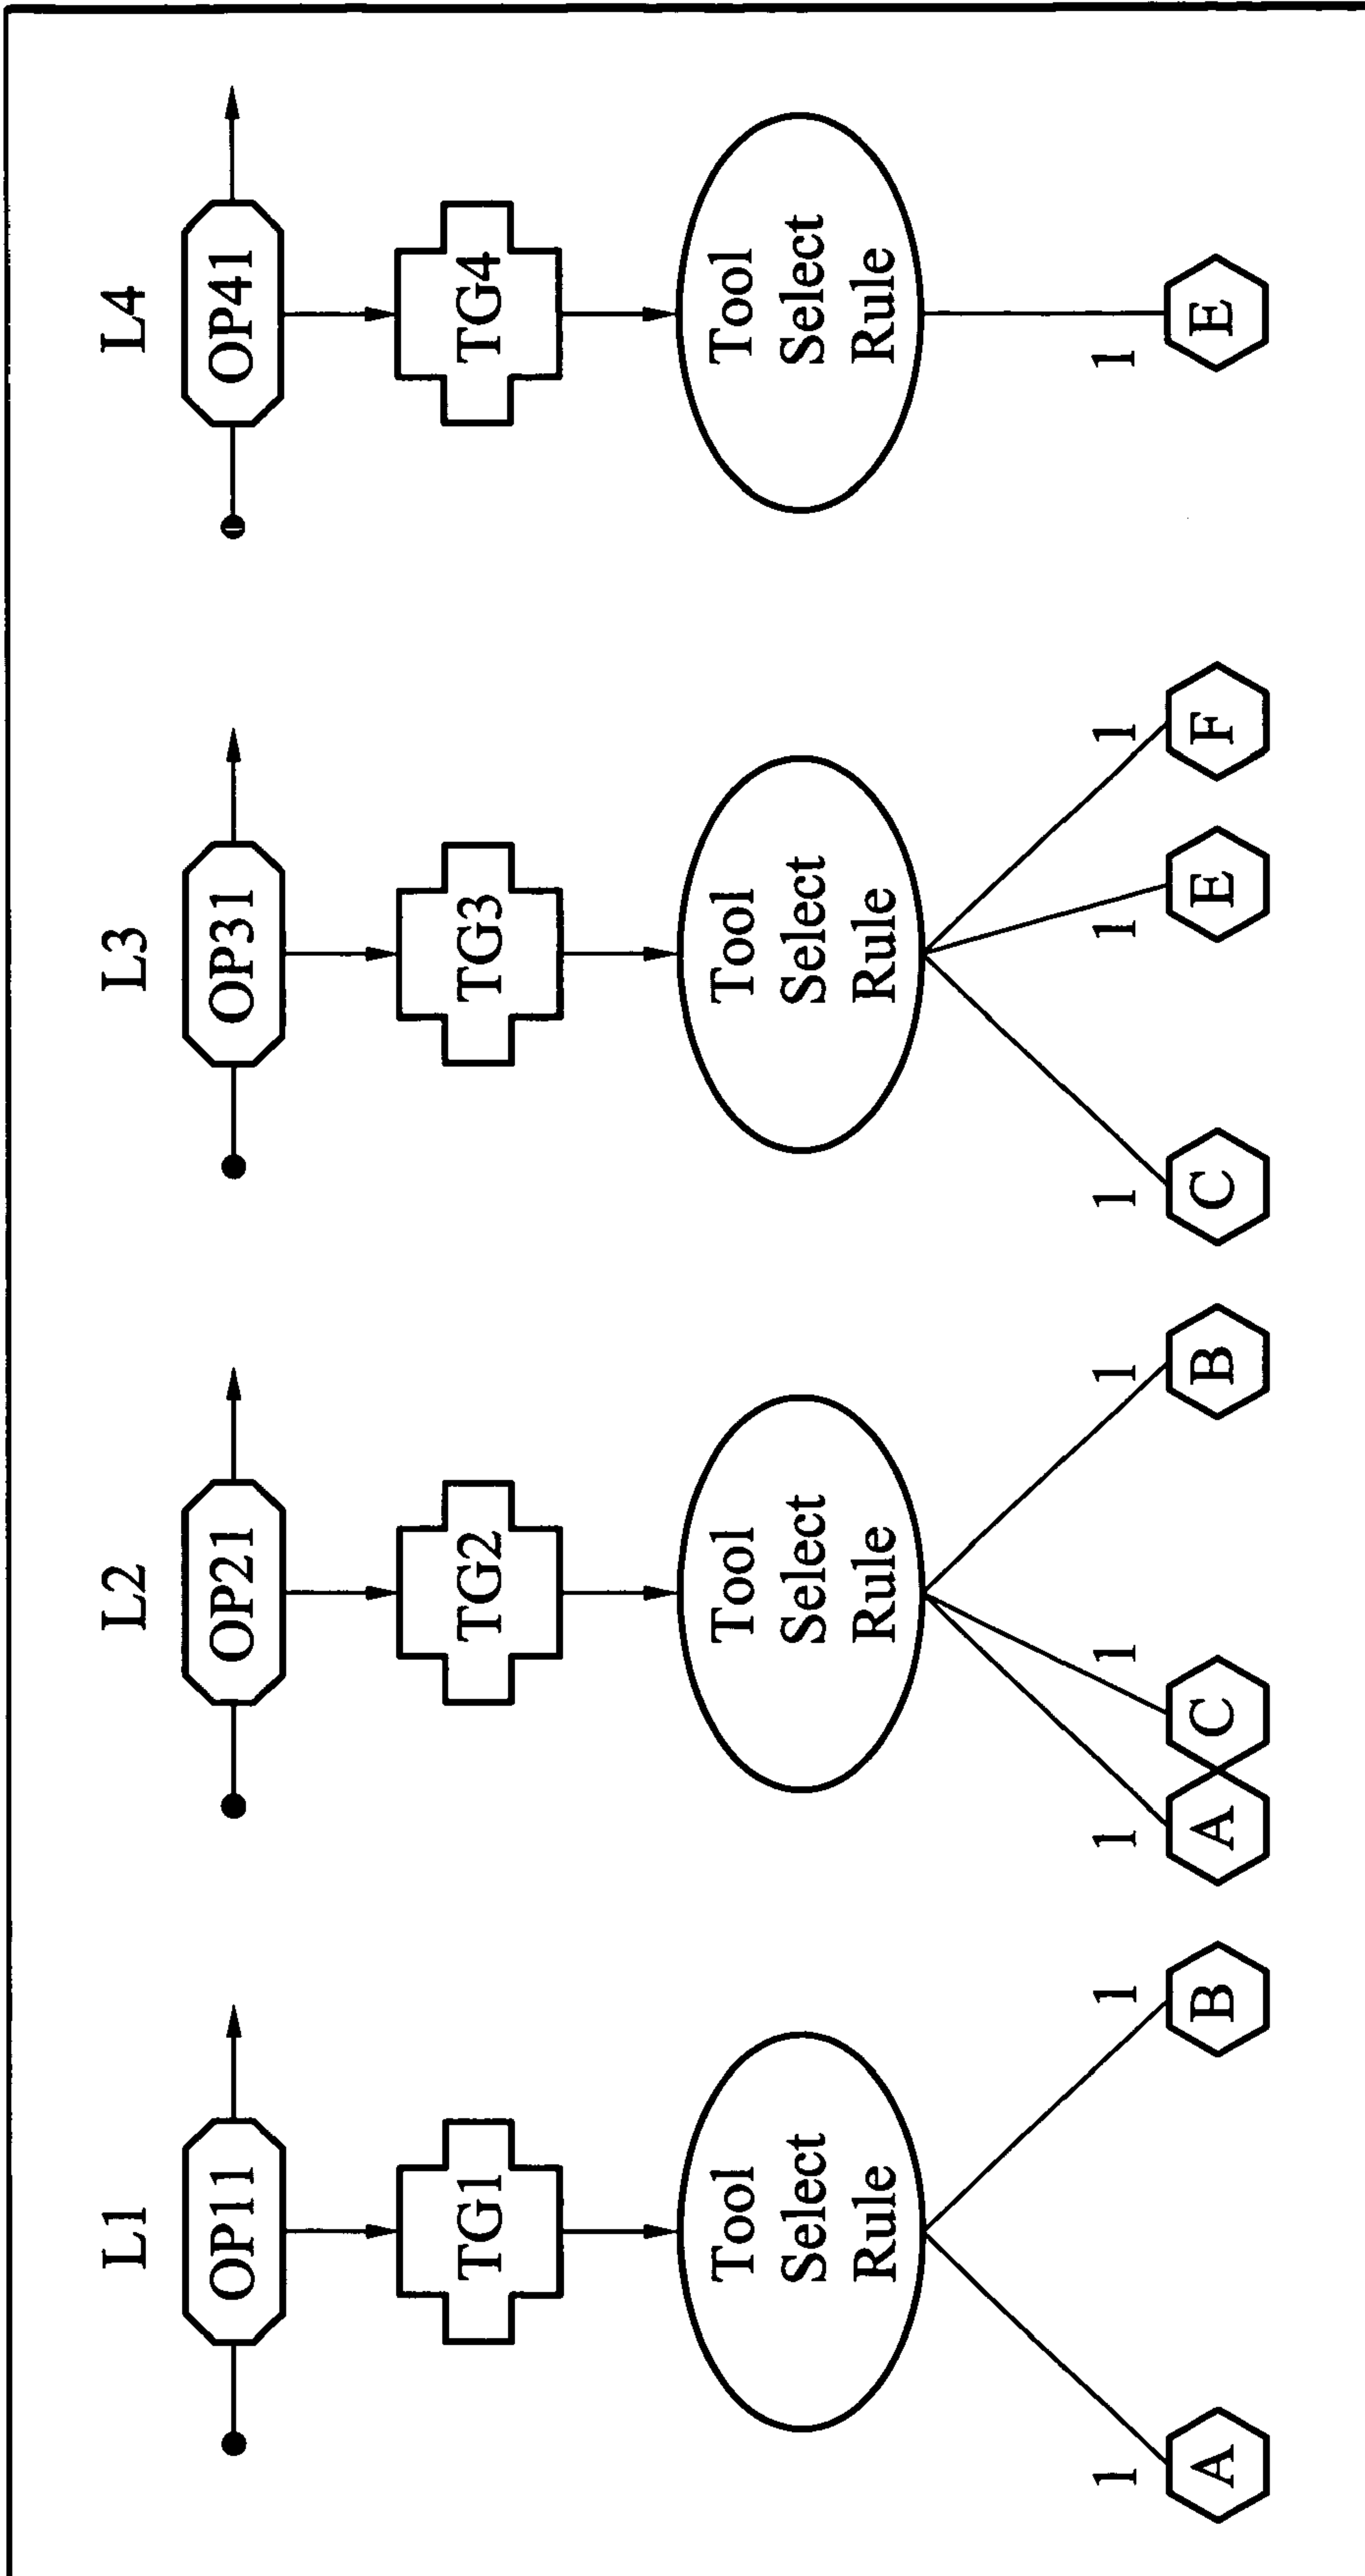 L1
OP11
TG1
Tool
Select
Rule
1
1
A
B
L2
OP21
TG2
Tool
Select
Rule
1
1
1
A
C
B
L3
OP31
TG3
Tool
Select
Rule
1
1
1
C
E
F
L4
OP41
TG4
Tool
Select
Rule
1
E